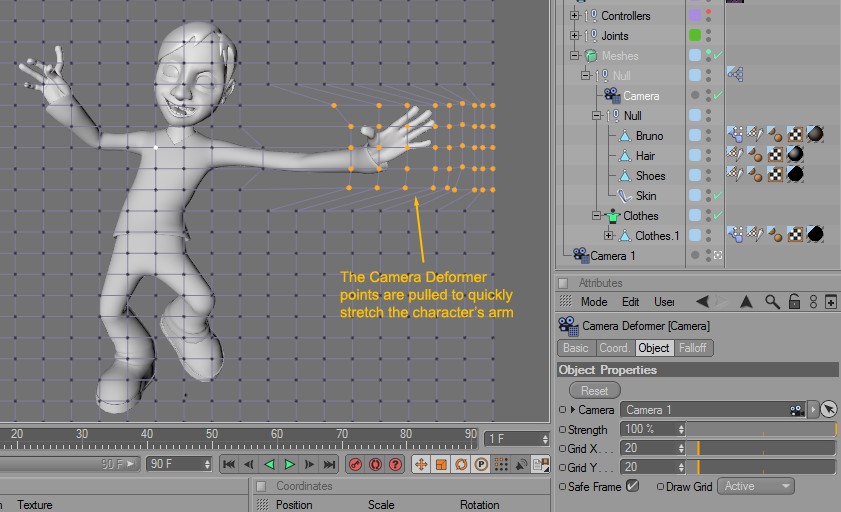 Controllers
Joints
Meshes
Null
Camera
Null
Bruno
Hair
Shoes
Skin
Clothes
Clothes.1
Camera 1
The Camera Deformer
points are pulled to quickly
stretch the character's arm
Attributes
Mode Edit User
Camera Deformer [Camera]
Basic Coord. Object Falloff
Object Properties
Reset
Camera Camera 1
Strength 100 %
Grid X. . . 20
Grid Y. . . 20
Safe Frame Draw Grid Active
20 30 40 50 60 70 80 90 1 F
90 F 90 F
Coordinates
Texture Position Scale Rotation